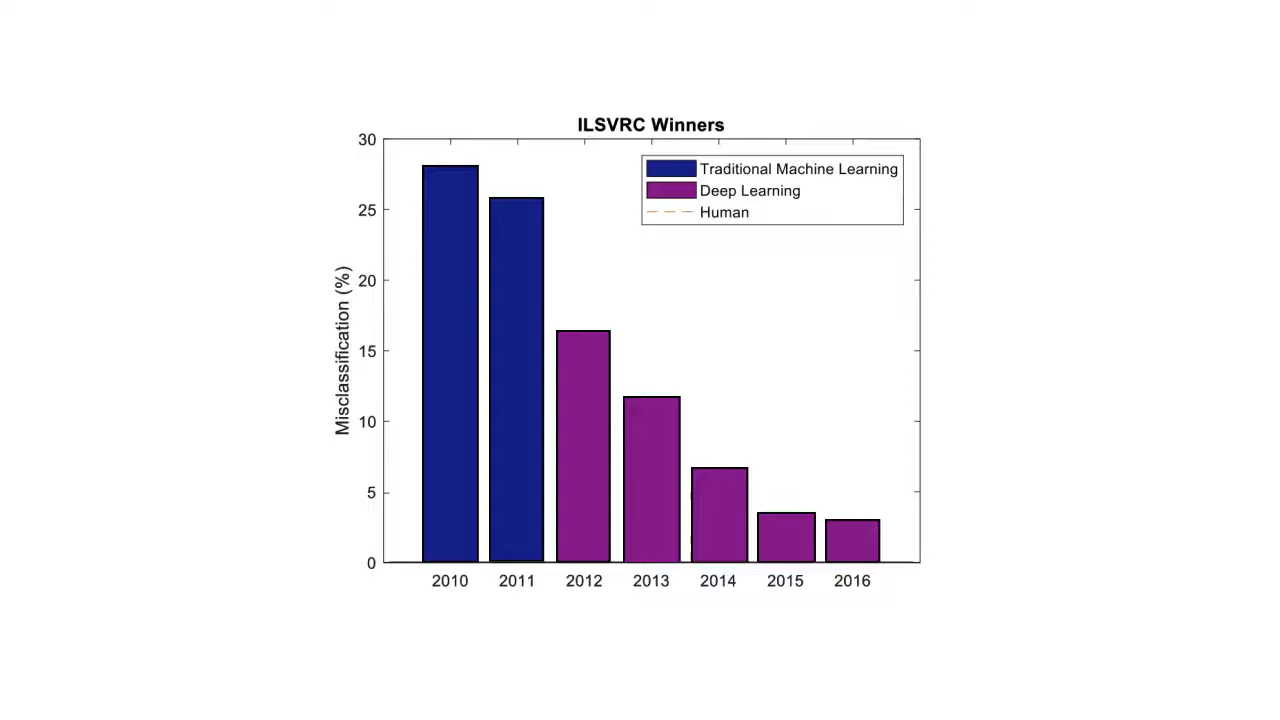 ILSVRC Winners
30
25
20
15
10
5
0
Misclassification (%)
Traditional Machine Learning
Deep Learning
Human
2010 2011 2012 2013 2014 2015 2016